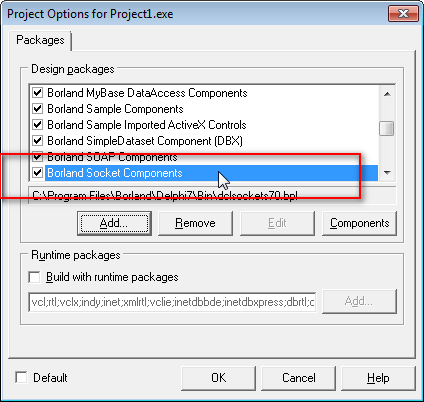 Project Options for Project1.exe
Packages
Design packages
Borland MyBase DataAccess Components
Borland Sample Components
Borland Sample Imported ActiveX Controls
Borland SimpleDataset Component (DBX)
Borland SOAP Components
Borland Socket Components
C:\Program Files\Borland\Delphi7\Bin\dclsockets70.bpl
Add... Remove Edit Components
Runtime packages
Build with runtime packages
vcl;rtl;vclx;indy;inet;xmlrtl;vclie;inetdbbde;inetdbxpress;dbrtl;c Add...
Default OK Cancel Help